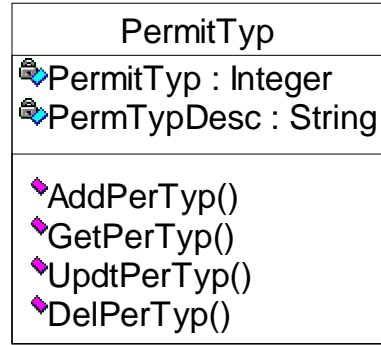 PermitTyp
PermitTyp : Integer
PermTypDesc : String
AddPerTyp()
GetPerTyp()
UpdtPerTyp()
DelPerTyp()